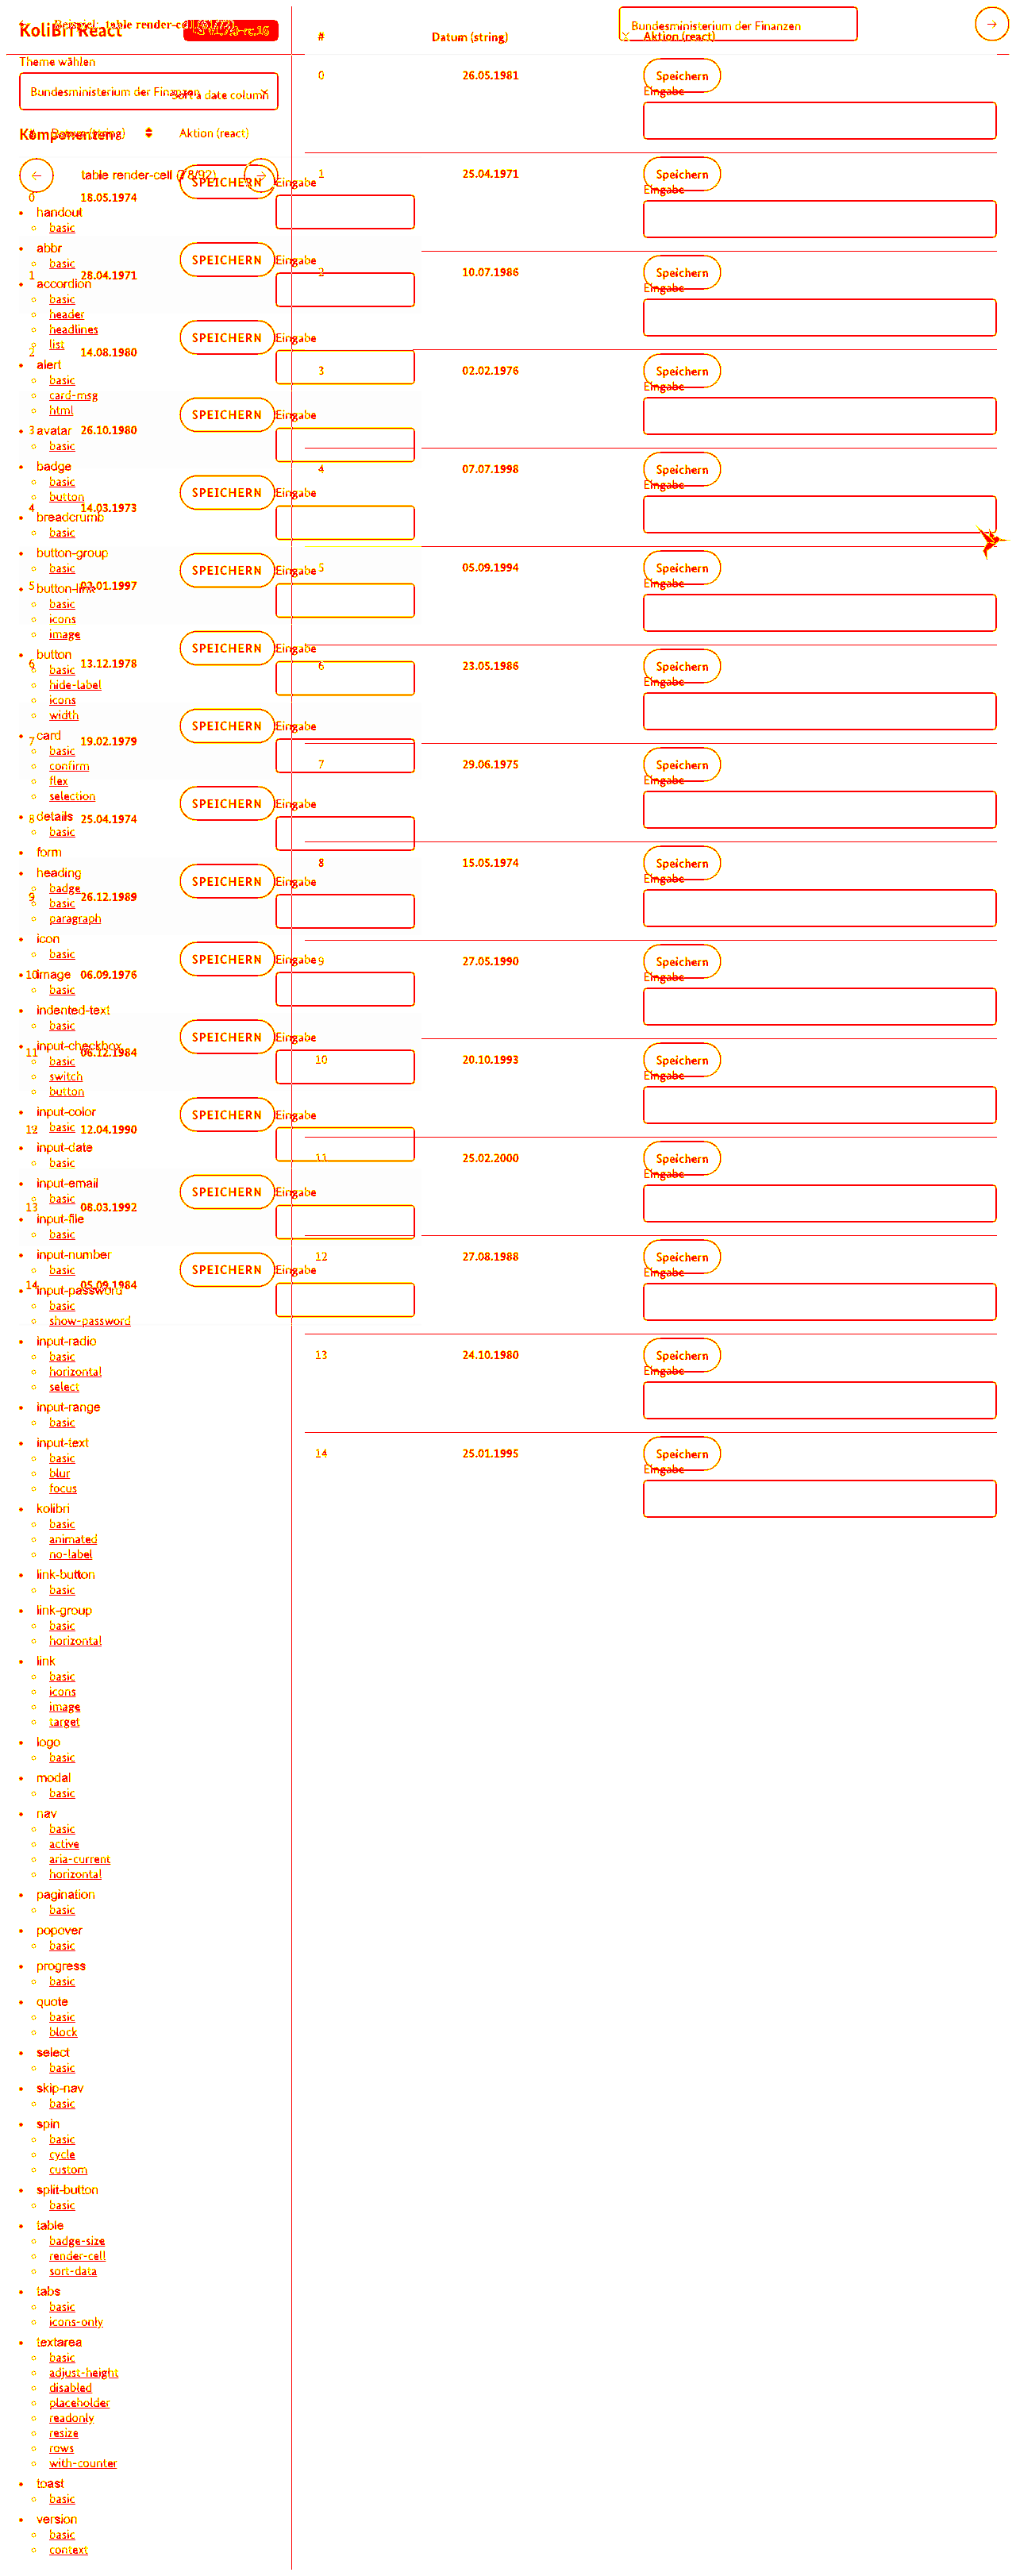 KoliBri React
Theme wählen
Bundesministerium der Finanzen
Sort a date column
Komponenten
Aktion (react)
table render-cell
0 18.05.1974 SPEICHERN Eingabe
handout
basic
abbr
basic
1 28.04.1971 SPEICHERN Eingabe
accordion
basic
header
headlines
list
2 14.08.1980 SPEICHERN Eingabe
alert
basic
card-msg
html
3 26.10.1980 SPEICHERN Eingabe
avatar
basic
badge
basic
button
4 14.03.1973 SPEICHERN Eingabe
breadcrumb
basic
button-group
basic
5 03.01.1997 SPEICHERN Eingabe
button-link
basic
icons
image
button
6 13.12.1978 SPEICHERN Eingabe
basic
hide-label
icons
width
card
7 19.02.1979 SPEICHERN Eingabe
basic
confirm
flex
selection
8 25.04.1974 SPEICHERN Eingabe
details
basic
form
heading
badge
9 26.12.1989 SPEICHERN Eingabe
basic
paragraph
icon
basic
10 06.09.1976 SPEICHERN Eingabe
image
basic
indented-text
basic
input-checkbox
11 06.12.1984 SPEICHERN Eingabe
basic
switch
button
input-color
basic
12 12.04.1990 SPEICHERN Eingabe
input-date
basic
input-email
basic
13 08.03.1992 SPEICHERN Eingabe
input-file
basic
input-number
basic
14 05.09.1984 SPEICHERN Eingabe
input-password
basic
show-password
input-radio
basic
horizontal
select
input-range
basic
input-text
basic
blur
focus
kolibri
basic
animated
no-label
link-button
basic
link-group
basic
horizontal
link
basic
icons
image
target
logo
basic
modal
basic
nav
basic
active
aria-current
horizontal
pagination
basic
popover
basic
progress
basic
quote
basic
block
select
basic
skip-nav
basic
spin
basic
cycle
custom
split-button
basic
table
badge-size
render-cell
sort-data
tabs
basic
icons-only
textarea
basic
adjust-height
disabled
placeholder
readonly
resize
rows
with-counter
toast
basic
version
basic
context
Bundesministerium der Finanzen
# Datum (string) Aktion (react)
0 26.05.1981 Speichern
Eingabe
1 25.04.1971 Speichern
Eingabe
2 10.07.1986 Speichern
Eingabe
3 02.02.1976 Speichern
Eingabe
4 07.07.1998 Speichern
Eingabe
5 05.09.1994 Speichern
Eingabe
6 23.05.1986 Speichern
Eingabe
7 29.06.1975 Speichern
Eingabe
8 15.05.1974 Speichern
Eingabe
9 27.05.1990 Speichern
Eingabe
10 20.10.1993 Speichern
Eingabe
11 25.02.2000 Speichern
Eingabe
12 27.08.1988 Speichern
Eingabe
13 24.10.1980 Speichern
Eingabe
14 25.01.1995 Speichern
Eingabe